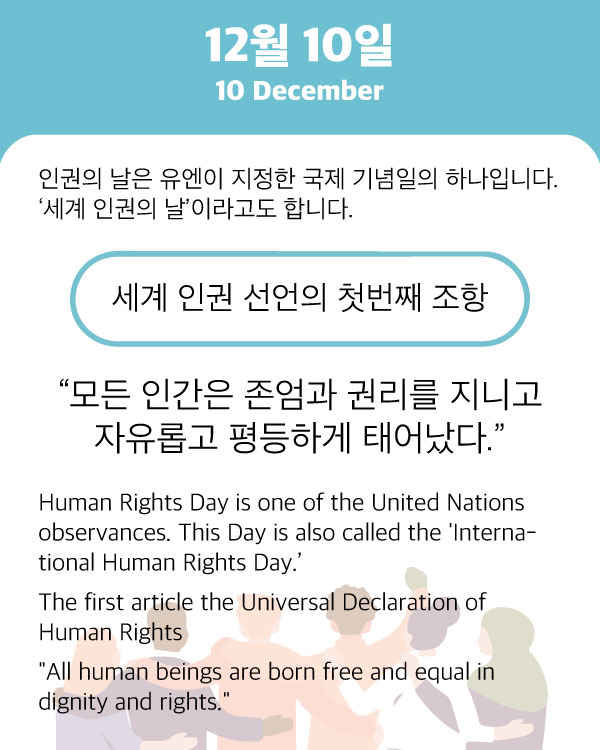 12월 10일
10 December
인권의 날은 유엔이 지정한 국제 기념일의 하나입니다.
‘세계 인권의 날’이라고도 합니다.
세계 인권 선언의 첫번째 조항
“모든 인간은 존엄과 권리를 지니고
자유롭고 평등하게 태어났다.”
Human Rights Day is one of the United Nations
observances. This Day is also called the ‘Interna-
tional Human Rights Day.’
The first article the Universal Declaration of
Human Rights
"All human beings are born free and equal in
dignity and rights."